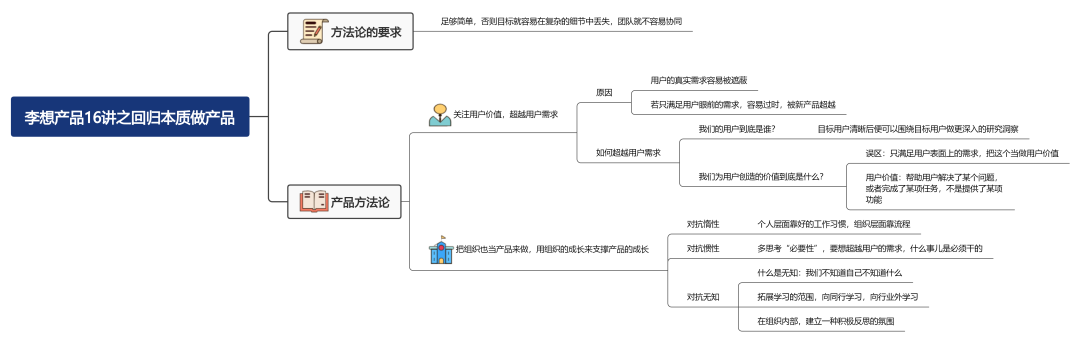 李想产品16讲之回归本质做产品
方法论的要求
足够简单，否则目标就容易在复杂的细节中丢失，团队就不容易协同
产品方法论
关注用户价值，超越用户需求
原因
用户的真实需求容易被遮蔽
若只满足用户眼前的需求，容易过时，被新产品超越
如何超越用户需求
我们的用户到底是谁？
目标用户清晰后便可以围绕目标用户做更深入的研究洞察
我们为用户创造的价值到底是什么？
误区：只满足用户表面上的需求，把这个当做用户价值
用户价值：帮助用户解决了某个问题，
或者完成了某项任务，不是提供了某项
功能
把组织也当产品来做，用组织的成长来支撑产品的成长
对抗惰性
个人层面靠好的工作习惯，组织层面靠流程
对抗惯性
多思考“必要性”，要想超越用户的需求，什么事儿是必须干的
对抗无知
什么是无知：我们不知道自己不知道什么
拓展学习的范围，向同行学习，向行业外学习
在组织内部，建立一种积极反思的氛围